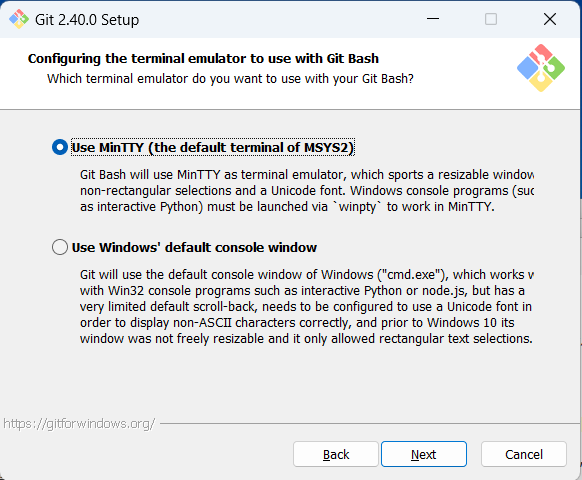 Git 2.40.0 Setup
Configuring the terminal emulator to use with Git Bash
Which terminal emulator do you want to use with your Git Bash?
Use MinTTY (the default terminal of MSYS2)
Git Bash will use MinTTY as terminal emulator, which sports a resizable window
non-rectangular selections and a Unicode font. Windows console programs (suc
as interactive Python) must be launched via `winpty` to work in MinTTY.
Use Windows' default console window
Git will use the default console window of Windows ("cmd.exe"), which works w
with Win32 console programs such as interactive Python or node.js, but has a
very limited default scroll-back, needs to be configured to use a Unicode font in
order to display non-ASCII characters correctly, and prior to Windows 10 its
window was not freely resizable and it only allowed rectangular text selections.
https://gitforwindows.org/
Back
Next
Cancel